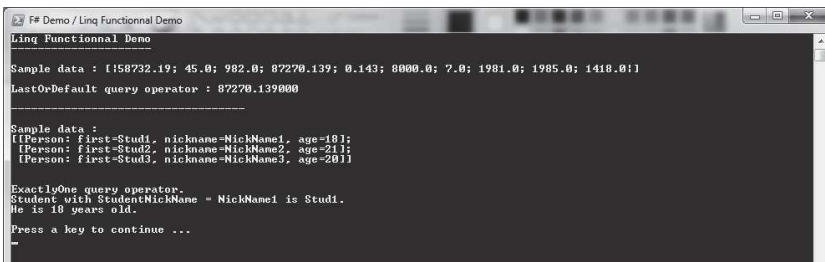 F# Demo / Linq Functionnal Demo
Linq Functionnal Demo
---------------------
Sample data : [|58732.19; 45.0; 982.0; 87270.139; 0.143; 8000.0; 7.0; 1981.0; 1985.0; 1418.0|]
LastOrDefault query operator : 87270.139000
-----------------------------------
Sample data :
[[Person: first=Stud1, nickname=NickName1, age=18];
[Person: first=Stud2, nickname=NickName2, age=21];
[Person: first=Stud3, nickname=NickName3, age=20]]
ExactlyOne query operator.
Student with StudentNickName = NickName1 is Stud1.
He is 18 years old.
Press a key to continue ...